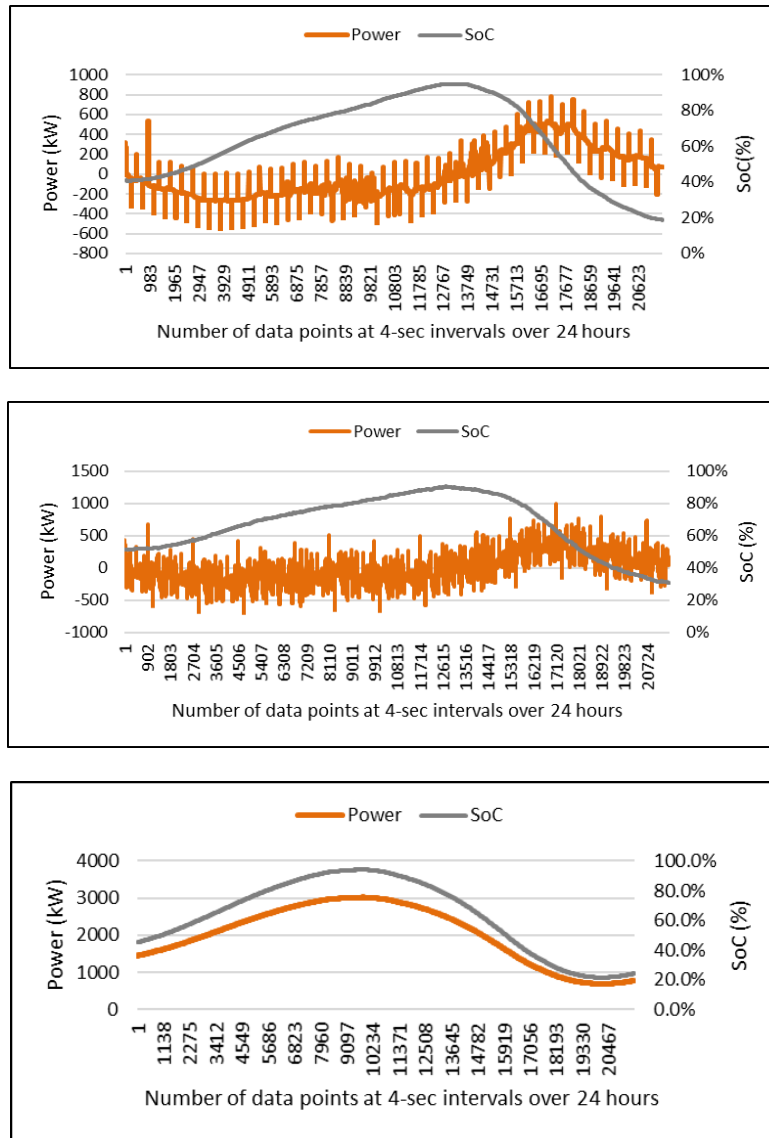 Power SoC
1000 100%
800
600 80%
400
200 60%
0
-200 40%
-400 20%
-600
-800 0%
Power (kW)
SoC(%)
1 983 1965 2947 3929 4911 5893 6875 7857 8839 9821 10803 11785 12767 13749 14731 15713 16695 17677 18659 19641 20623
Number of data points at 4-sec invervals over 24 hours
Power SoC
1500 100%
1000 80%
500 60%
0
-500 40%
20%
-1000 0%
Power (kW)
SoC (%)
1 902 1803 2704 3605 4506 5407 6308 7209 8110 9011 9912 10813 11714 12615 13516 14417 15318 16219 17120 18021 18922 19823 20724
Number of data points at 4-sec intervals over 24 hours
Power SoC
4000 100.0%
3000 80.0%
60.0%
2000
40.0%
1000 20.0%
0 0.0%
Power (kW)
SoC (%)
1 1138 2275 3412 4549 5686 6823 7960 9097 10234 11371 12508 13645 14782 15919 17056 18193 19330 20467
Number of data points at 4-sec intervals over 24 hours